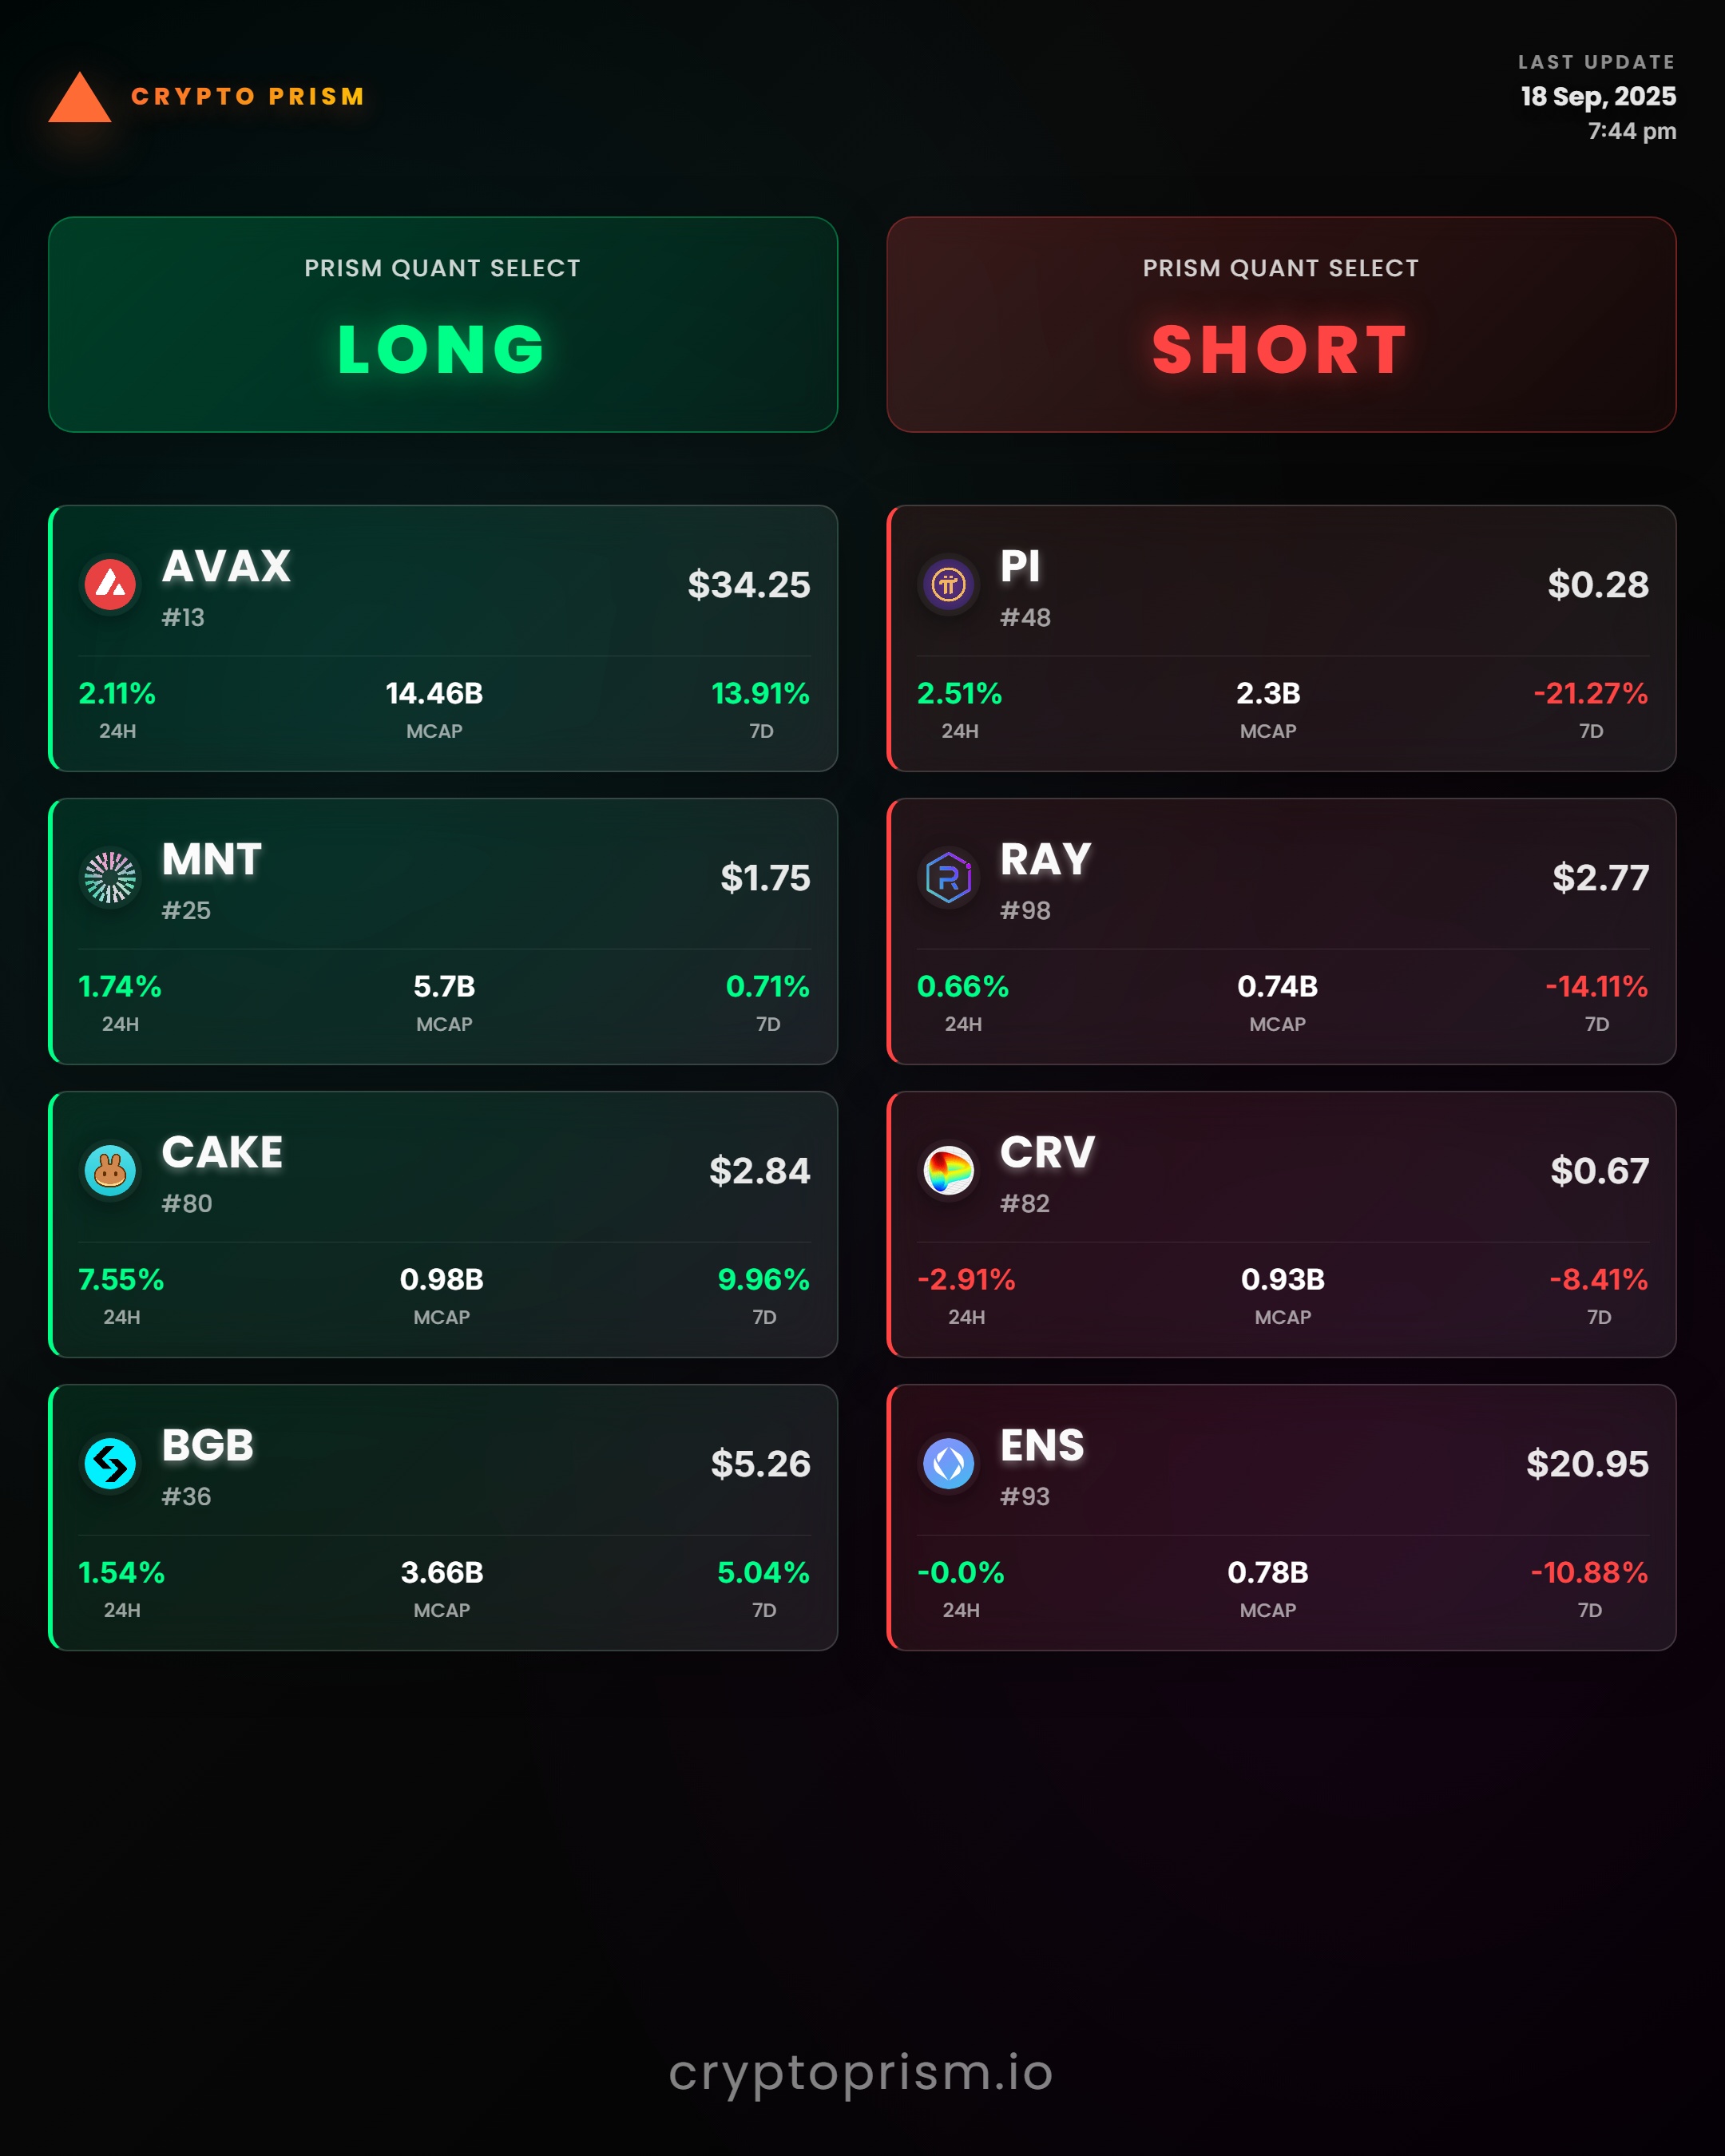 CRYPTO PRISM
LAST UPDATE
18 Sep, 2025
7:44 pm
PRISM QUANT SELECT
LONG
PRISM QUANT SELECT
SHORT
AVAX
#13
$34.25
2.11% 14.46B 13.91%
24H MCAP 7D
PI
#48
$0.28
2.51% 2.3B -21.27%
24H MCAP 7D
MNT
#25
$1.75
1.74% 5.7B 0.71%
24H MCAP 7D
RAY
#98
$2.77
0.66% 0.74B -14.11%
24H MCAP 7D
CAKE
#80
$2.84
7.55% 0.98B 9.96%
24H MCAP 7D
CRV
#82
$0.67
-2.91% 0.93B -8.41%
24H MCAP 7D
BGB
#36
$5.26
1.54% 3.66B 5.04%
24H MCAP 7D
ENS
#93
$20.95
-0.0% 0.78B -10.88%
24H MCAP 7D
cryptoprism.io